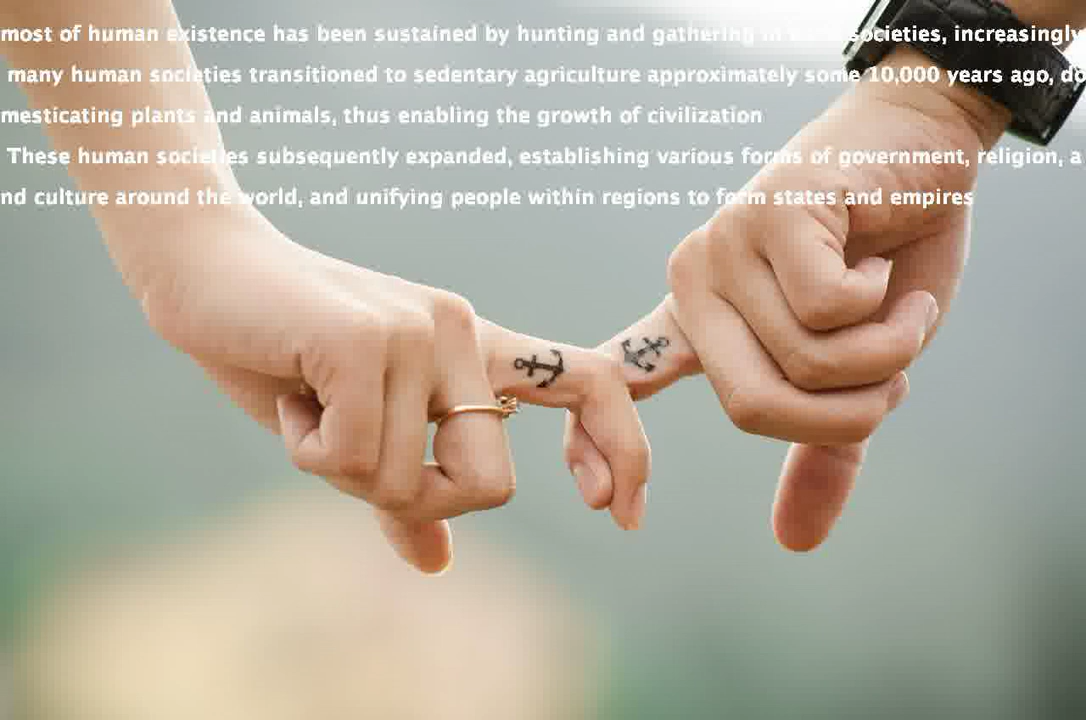 most of human existence has been sustained by hunting and gathering in band societies, increasingly
many human societies transitioned to sedentary agriculture approximately some 10,000 years ago, do
mesticating plants and animals, thus enabling the growth of civilization
These human societies subsequently expanded, establishing various forms of government, religion, a
nd culture around the world, and unifying people within regions to form states and empires